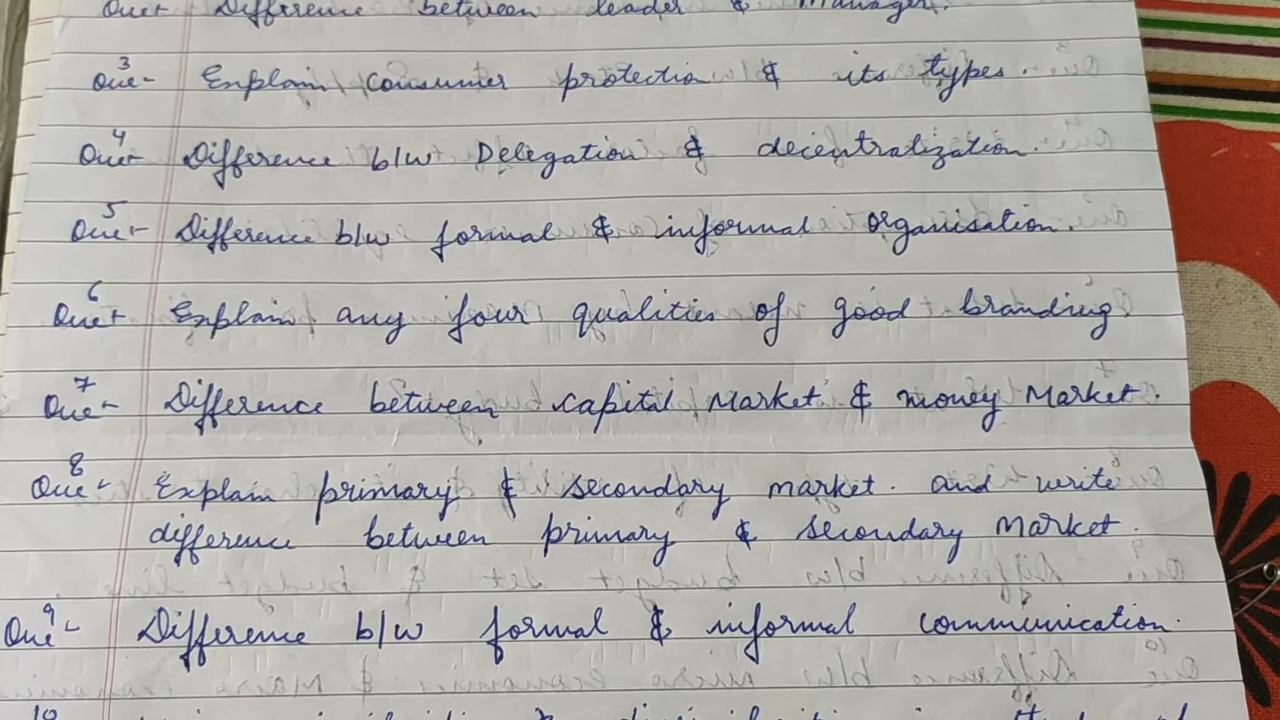 Que- Difference between leader & Manager.
Que-3 Explain consumer protection & its types.
Que-4 Difference b/w Delegation & decentralization.
Que-5 Difference b/w formal & informal organisation.
Que-6 Explain any four qualities of good branding
Que-7 Difference between capital Market & money Market.
Que-8 Explain primary & secondary market. and write
difference between primary & secondary Market.
Que-9 Difference b/w formal & informal communication.
10